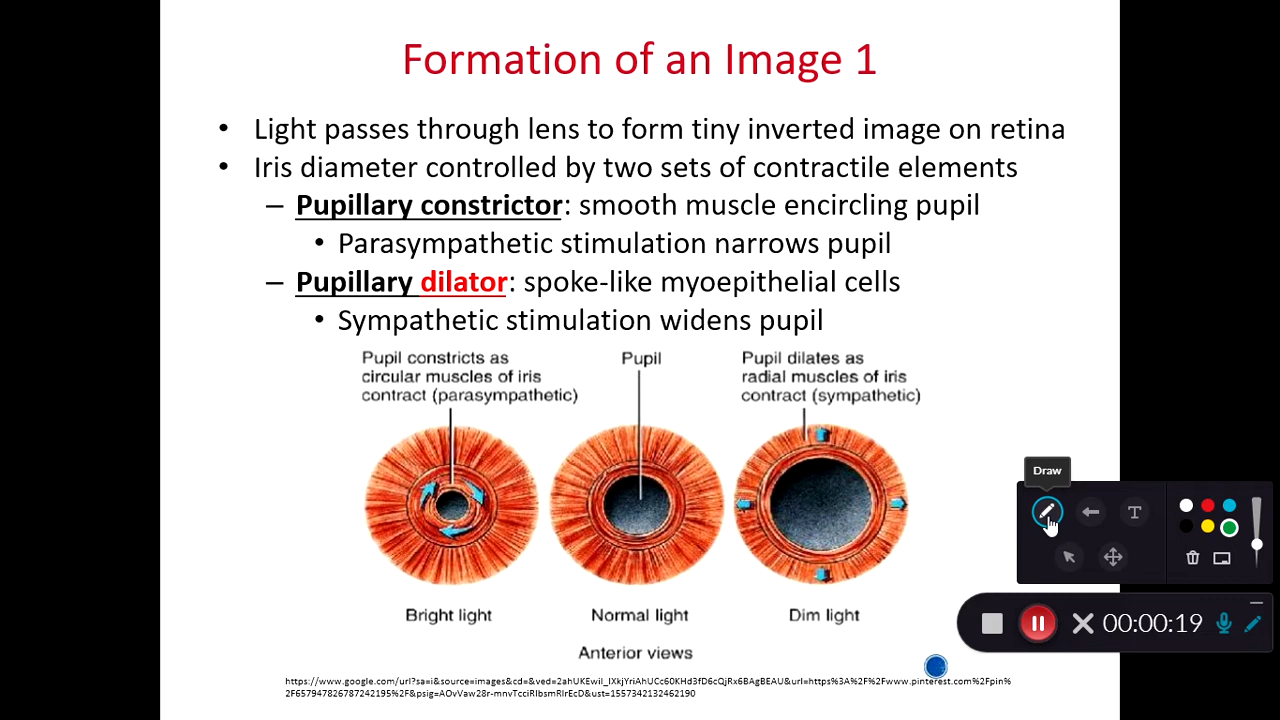 Formation of an Image 1
• Light passes through lens to form tiny inverted image on retina
• Iris diameter controlled by two sets of contractile elements
– Pupillary constrictor: smooth muscle encircling pupil
• Parasympathetic stimulation narrows pupil
– Pupillary dilator: spoke-like myoepithelial cells
• Sympathetic stimulation widens pupil
Pupil constricts as
circular muscles of iris
contract (parasympathetic)
Pupil
Pupil dilates as
radial muscles of iris
contract (sympathetic)
Bright light
Normal light
Dim light
Anterior views
Draw
T
00:00:19